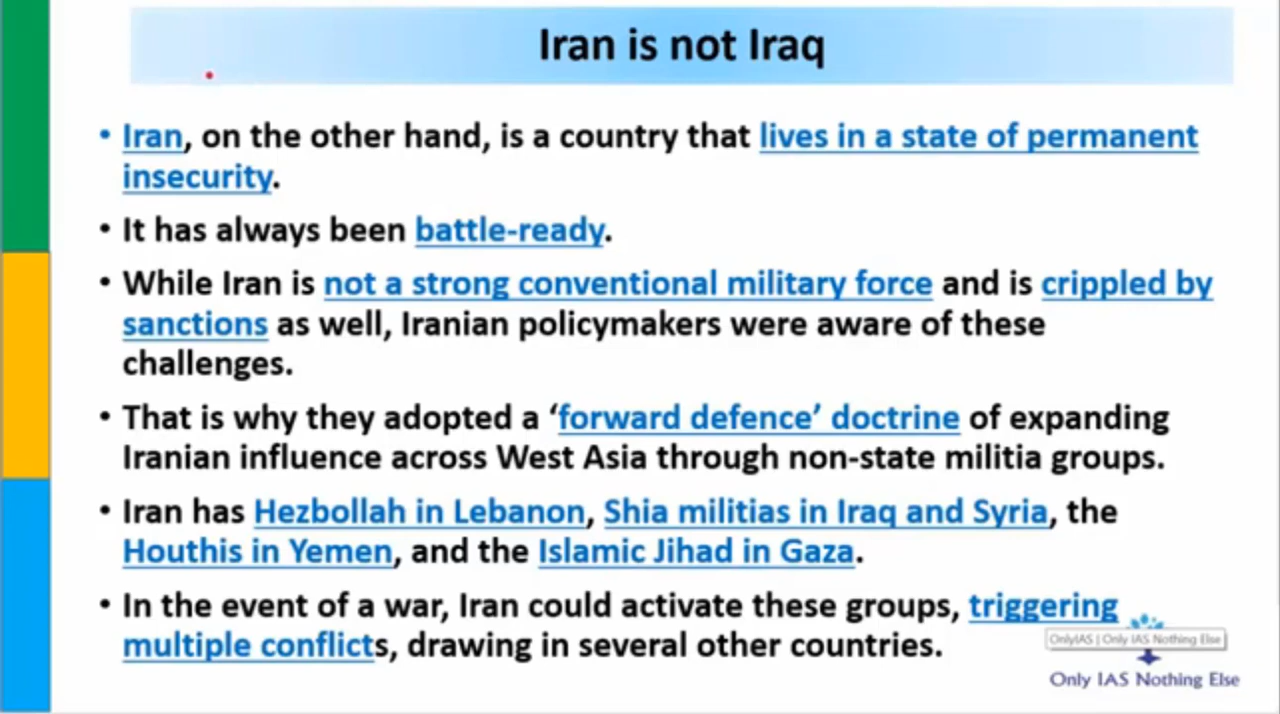 Iran is not Iraq
• Iran, on the other hand, is a country that lives in a state of permanent
insecurity.
• It has always been battle-ready.
• While Iran is not a strong conventional military force and is crippled by
sanctions as well, Iranian policymakers were aware of these
challenges.
• That is why they adopted a ‘forward defence’ doctrine of expanding
Iranian influence across West Asia through non-state militia groups.
• Iran has Hezbollah in Lebanon, Shia militias in Iraq and Syria, the
Houthis in Yemen, and the Islamic Jihad in Gaza.
• In the event of a war, Iran could activate these groups, triggering
multiple conflicts, drawing in several other countries.
OnlyIAS | Only IAS Nothing Else
Only IAS Nothing Else